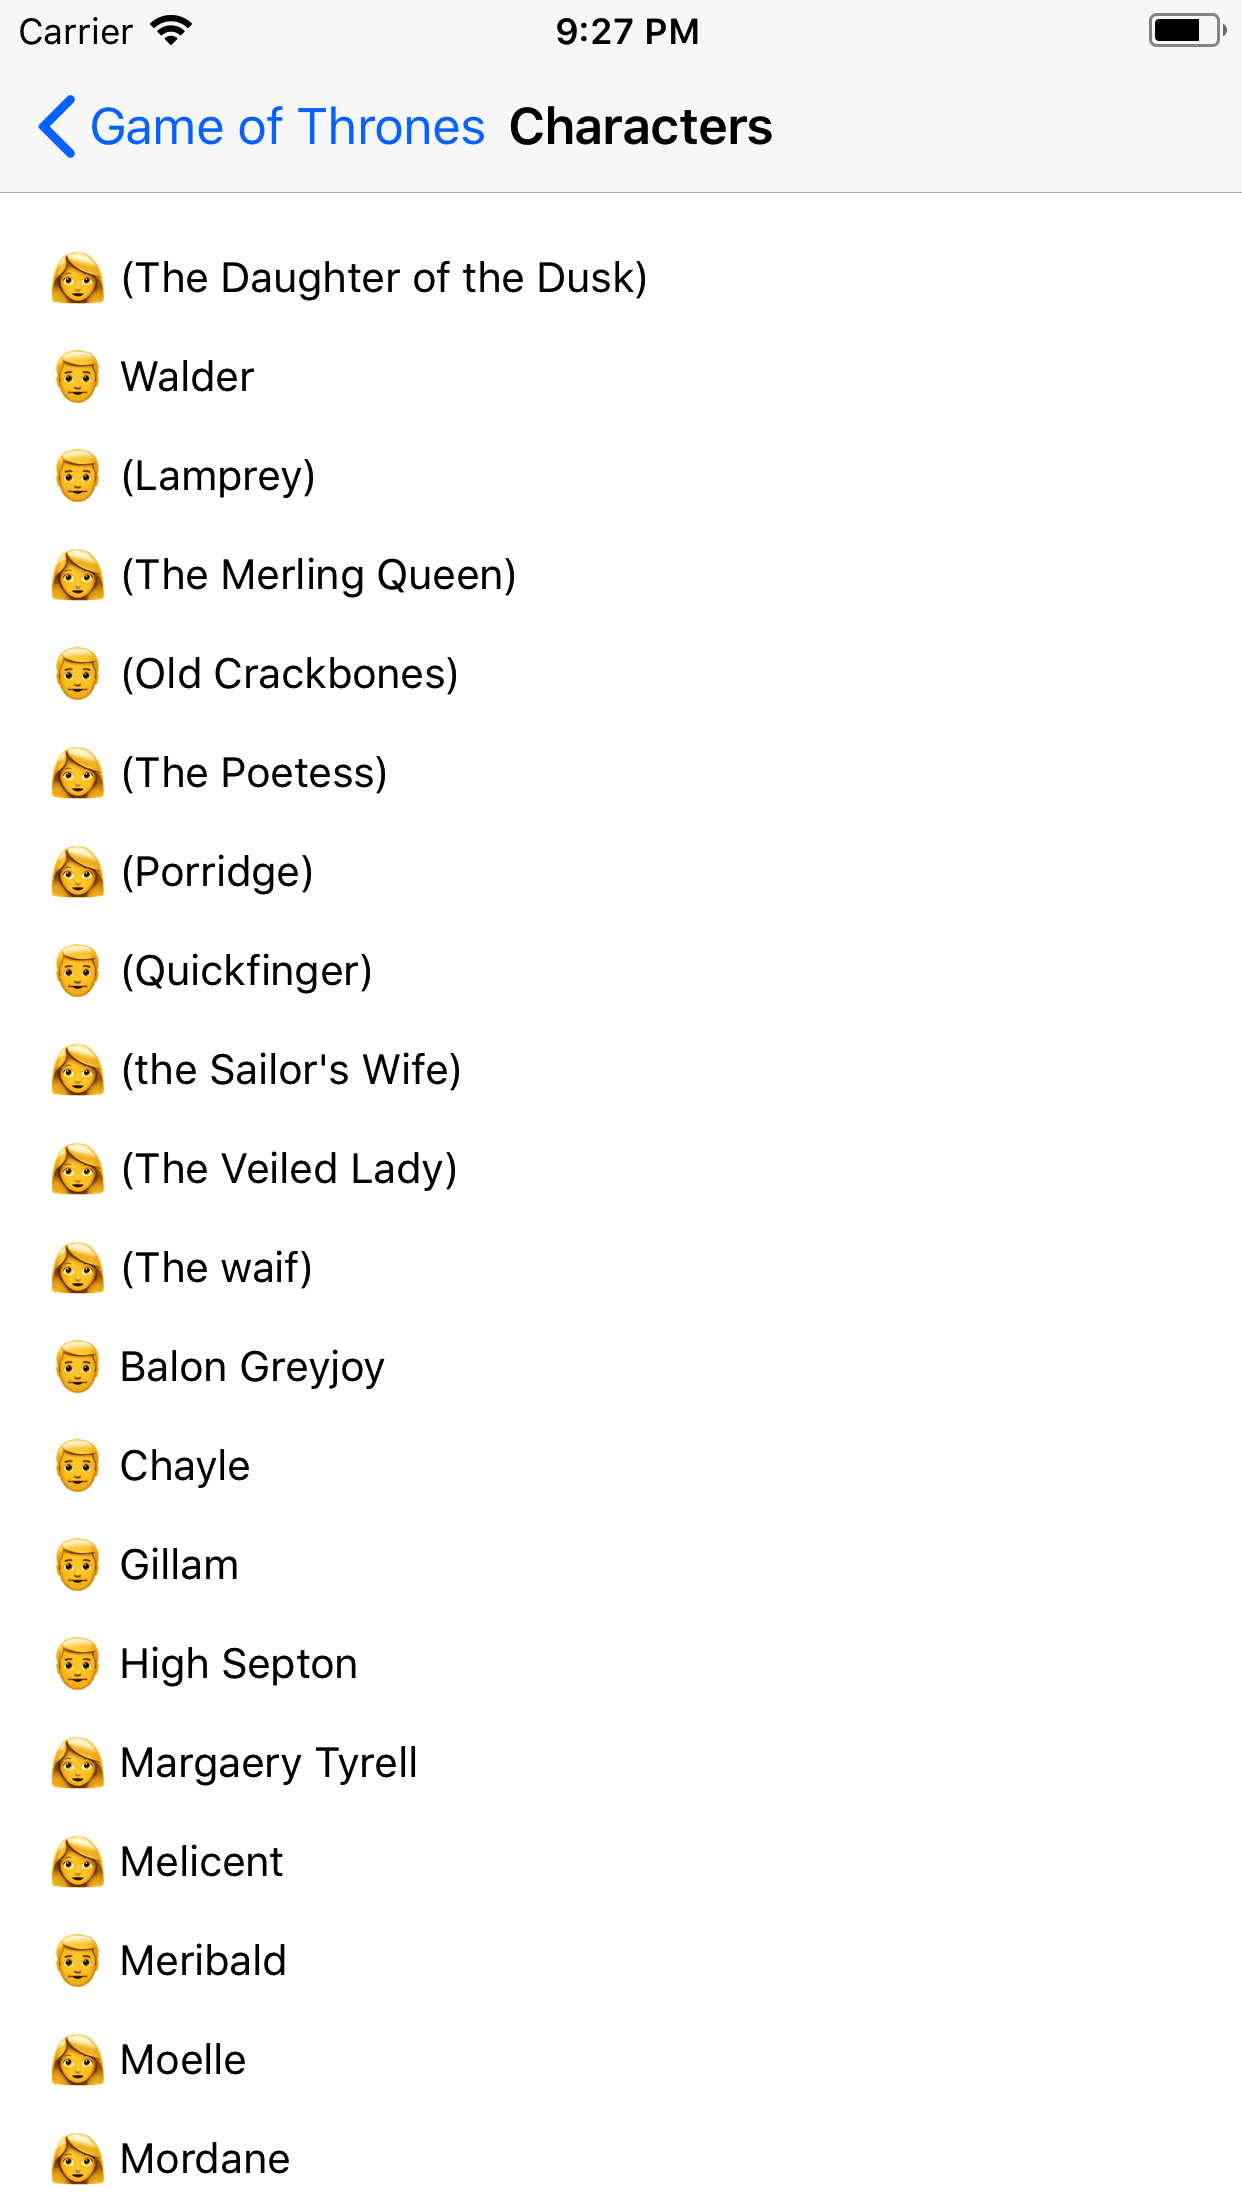 Carrier 9:27 PM
Game of Thrones Characters
(The Daughter of the Dusk)
Walder
(Lamprey)
(The Merling Queen)
(Old Crackbones)
(The Poetess)
(Porridge)
(Quickfinger)
(the Sailor's Wife)
(The Veiled Lady)
(The waif)
Balon Greyjoy
Chayle
Gillam
High Septon
Margaery Tyrell
Melicent
Meribald
Moelle
Mordane